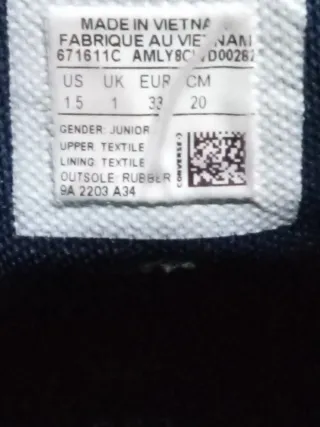 MADE IN VIETNA
FABRIQUE AU VIETNAM
671611C
US UK EUR CM
1.5 1 33 20
GENDER: JUNIOR
UPPER: TEXTILE
LINING: TEXTILE
OUTSOLE: RUBBER
CONVERSE
9A 2203 A34